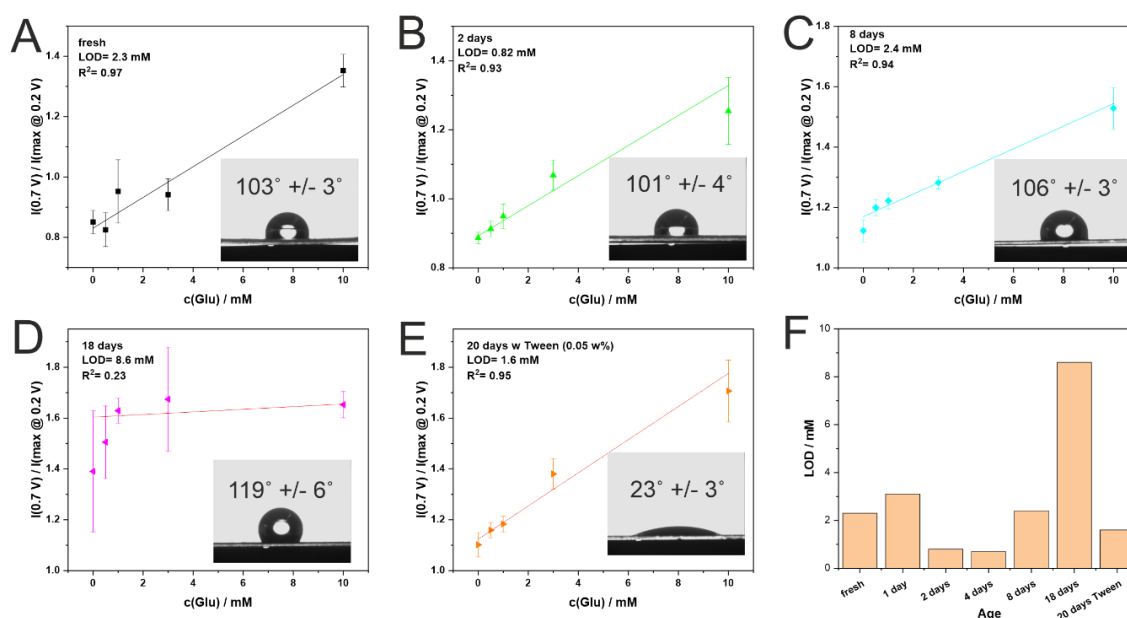 A
fresh
LOD= 2.3 mM
R²= 0.97
I(0.7 V) / I(max @ 0.2 V)
1.4
1.2
1.0
0.8
103° +/- 3°
0 2 4 6 8 10
c(Glu) / mM
B
2 days
LOD= 0.82 mM
R²= 0.93
I(0.7 V) / I(max @ 0.2 V)
1.4
1.2
1.0
0.9
0.8
101° +/- 4°
0 2 4 6 8 10
c(Glu) / mM
C
8 days
LOD= 2.4 mM
R²= 0.94
I(0.7 V) / I(max @ 0.2 V)
1.8
1.6
1.4
1.2
1.0
106° +/- 3°
0 2 4 6 8 10
c(Glu) / mM
D
18 days
LOD= 8.6 mM
R²= 0.23
I(0.7 V) / I(max @ 0.2 V)
1.8
1.6
1.4
1.2
1.0
119° +/- 6°
0 2 4 6 8 10
c(Glu) / mM
E
20 days w Tween (0.05 w%)
LOD= 1.6 mM
R²= 0.95
I(0.7 V) / I(max @ 0.2 V)
1.8
1.6
1.4
1.2
1.0
23° +/- 3°
0 2 4 6 8 10
c(Glu) / mM
F
LOD / mM
10
8
6
4
2
0
fresh 1 day 2 days 4 days 8 days 18 days 20 days Tween
Age